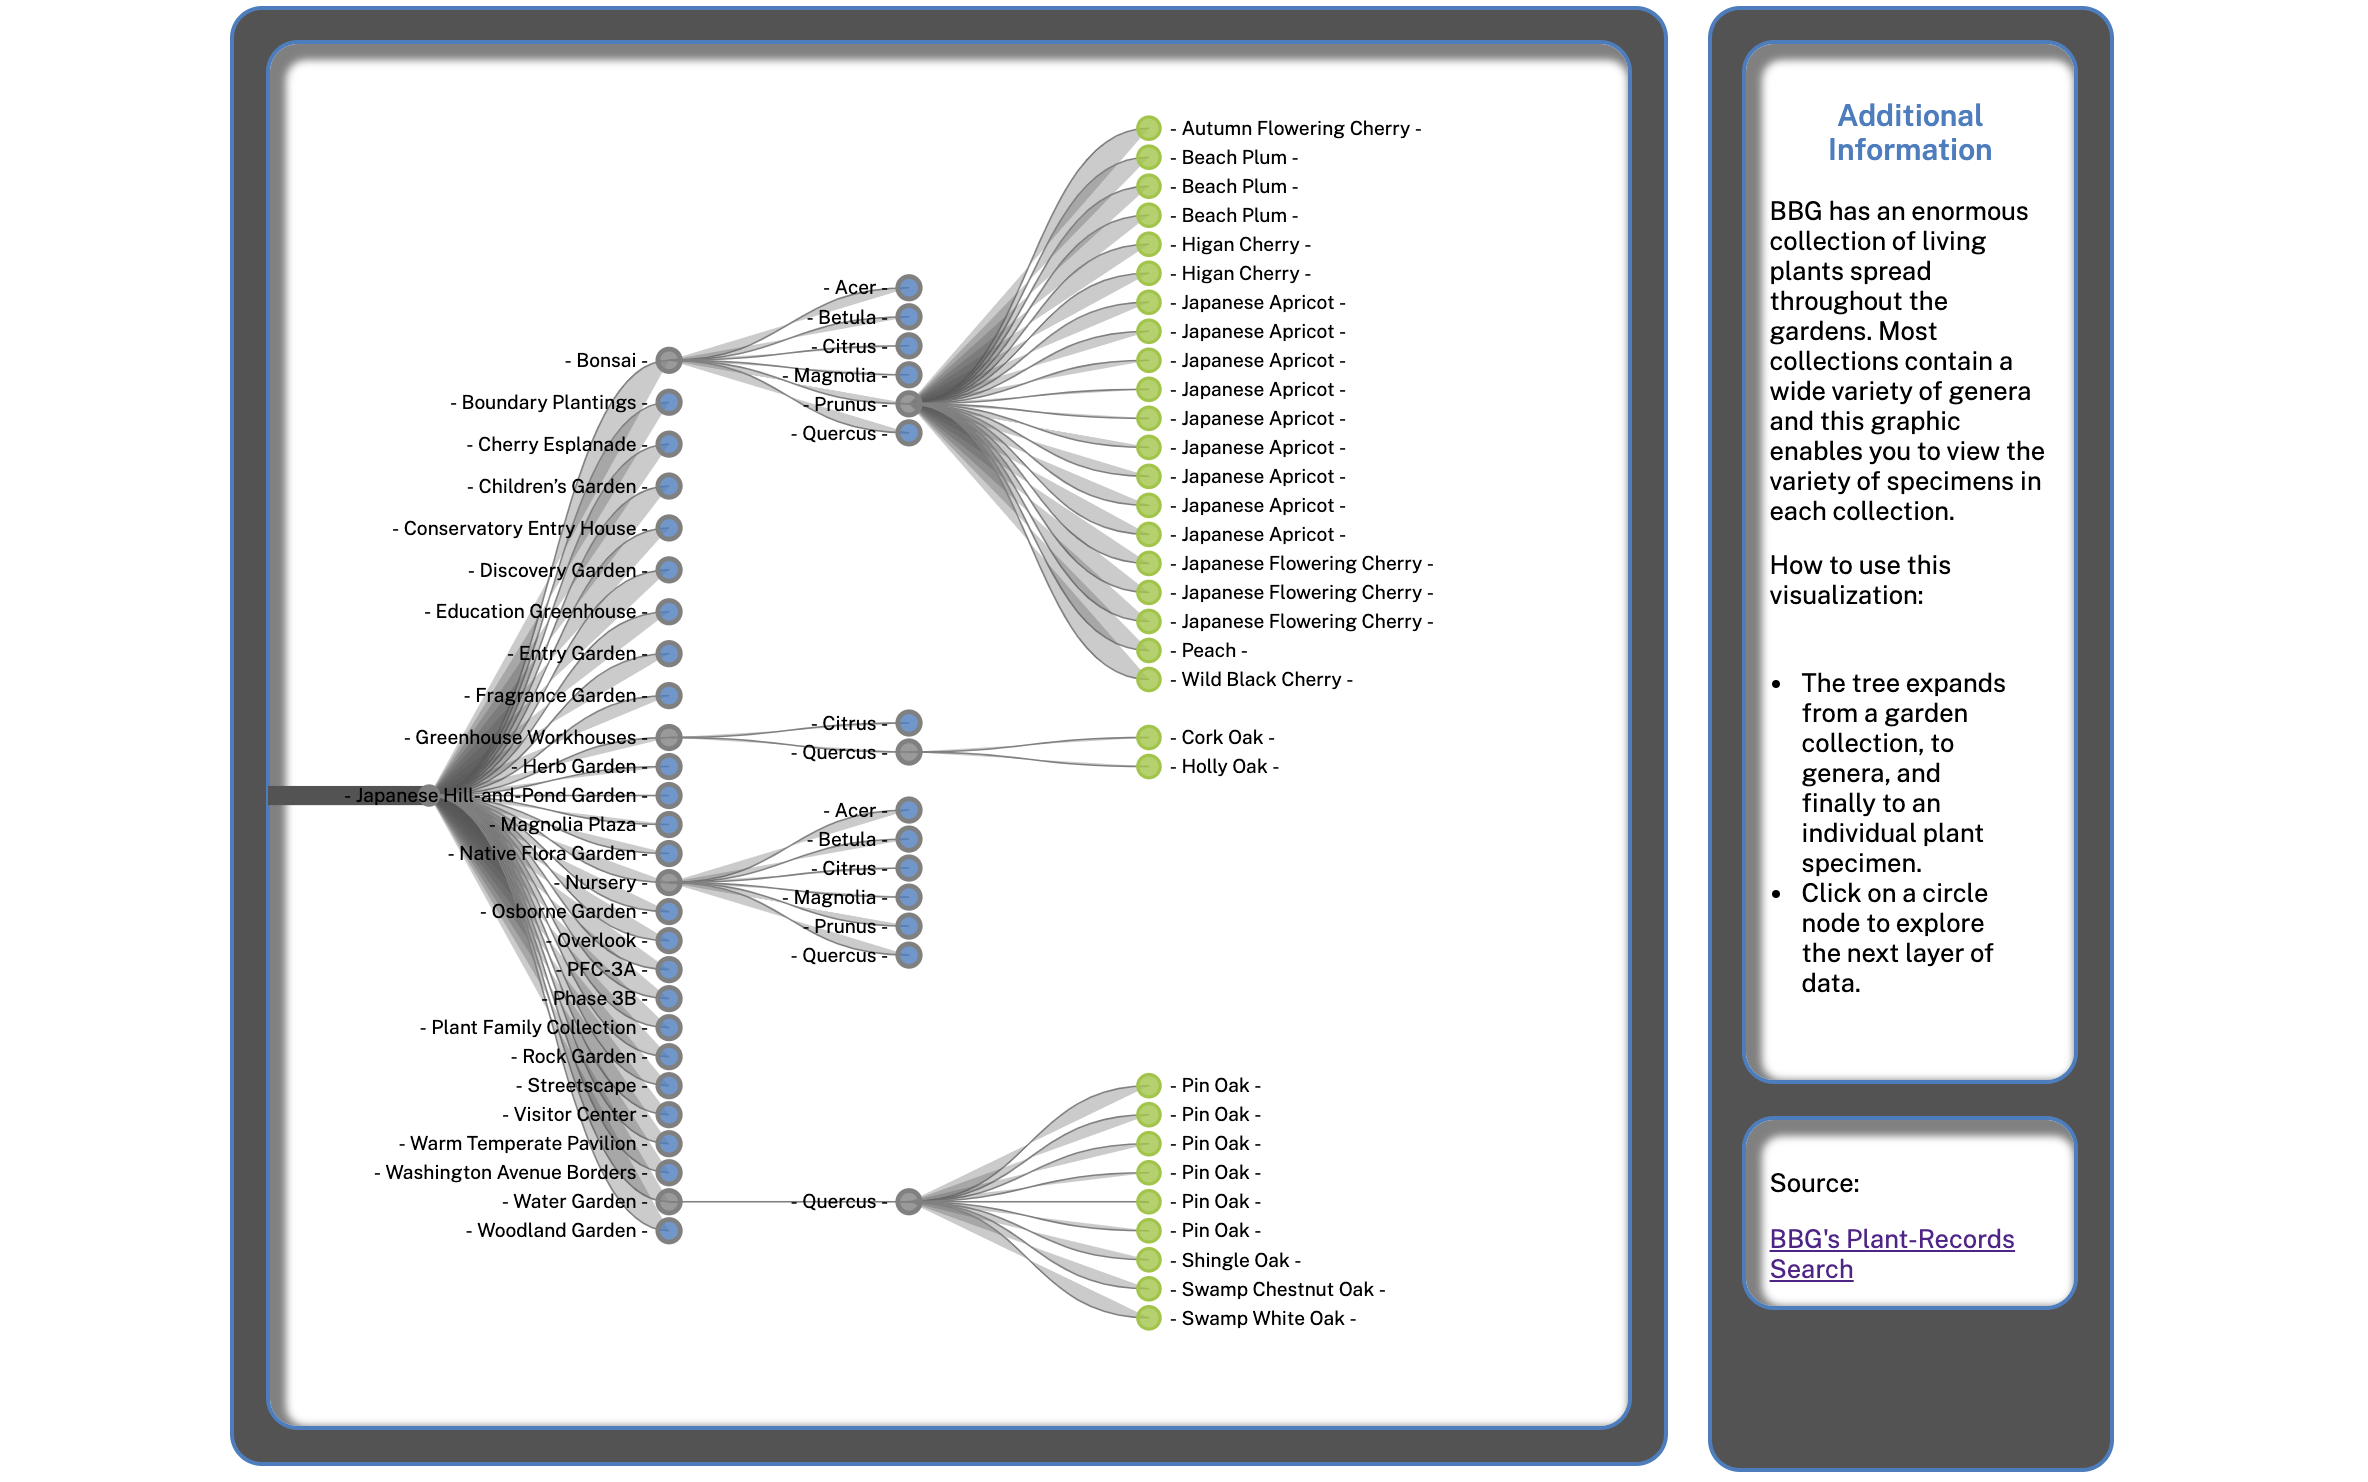 - Bonsai -
- Boundary Plantings -
- Cherry Esplanade -
- Children’s Garden -
- Conservatory Entry House -
- Discovery Garden -
- Education Greenhouse -
- Entry Garden -
- Fragrance Garden -
- Greenhouse Workhouses -
- Herb Garden -
- Japanese Hill-and-Pond Garden -
- Magnolia Plaza -
- Native Flora Garden -
- Nursery -
- Osborne Garden -
- Overlook -
- PFC-3A -
- Phase 3B -
- Plant Family Collection -
- Rock Garden -
- Streetscape -
- Visitor Center -
- Warm Temperate Pavilion -
- Washington Avenue Borders -
- Water Garden -
- Woodland Garden -
- Acer -
- Betula -
- Citrus -
- Magnolia -
- Prunus -
- Quercus -
- Citrus -
- Quercus -
- Acer -
- Betula -
- Citrus -
- Magnolia -
- Prunus -
- Quercus -
- Quercus -
- Autumn Flowering Cherry -
- Beach Plum -
- Beach Plum -
- Beach Plum -
- Higan Cherry -
- Higan Cherry -
- Japanese Apricot -
- Japanese Apricot -
- Japanese Apricot -
- Japanese Apricot -
- Japanese Apricot -
- Japanese Apricot -
- Japanese Apricot -
- Japanese Apricot -
- Japanese Apricot -
- Japanese Flowering Cherry -
- Japanese Flowering Cherry -
- Japanese Flowering Cherry -
- Peach -
- Wild Black Cherry -
- Cork Oak -
- Holly Oak -
- Pin Oak -
- Pin Oak -
- Pin Oak -
- Pin Oak -
- Pin Oak -
- Pin Oak -
- Shingle Oak -
- Swamp Chestnut Oak -
- Swamp White Oak -
Additional
Information
BBG has an enormous
collection of living
plants spread
throughout the
gardens. Most
collections contain a
wide variety of genera
and this graphic
enables you to view the
variety of specimens in
each collection.
How to use this
visualization:
• The tree expands
from a garden
collection, to
genera, and
finally to an
individual plant
specimen.
• Click on a circle
node to explore
the next layer of
data.
Source:
BBG's Plant-Records
Search